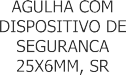 AGULHA COM
DISPOSITIVO DE
SEGURANCA
25X6MM, SR